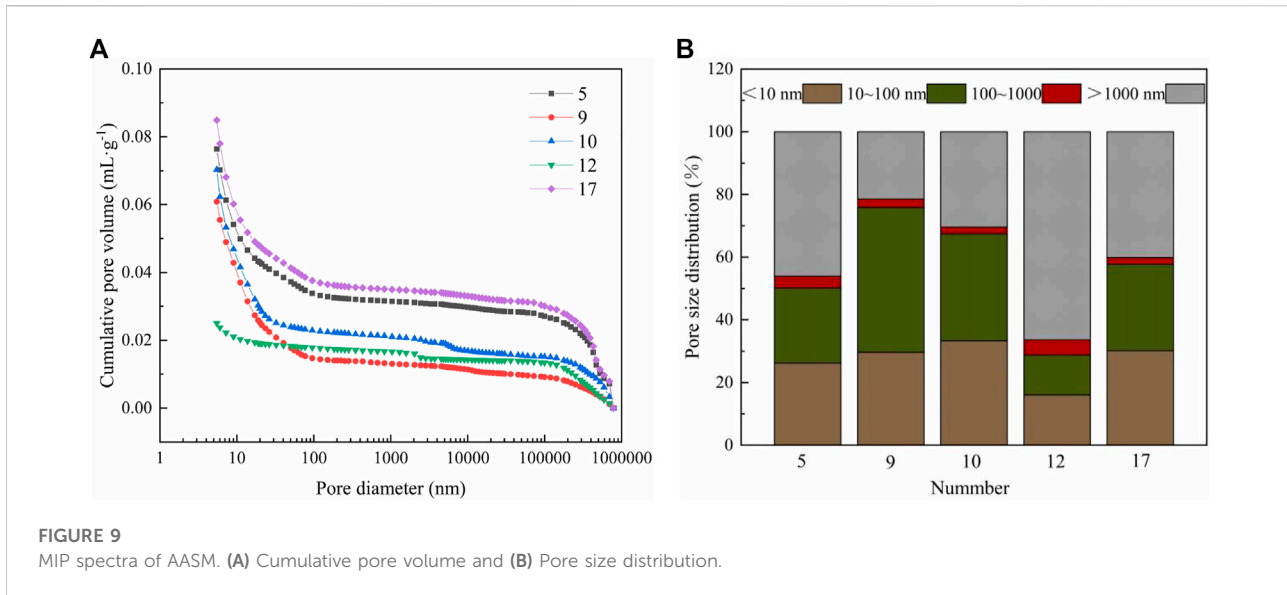 A
0.10
0.08
0.06
0.04
0.02
0.00
Cumulative pore volume (mL·g⁻¹)
5
9
10
12
17
1 10 100 1000 10000 100000 1000000
Pore diameter (nm)
B
120
100
80
60
40
20
0
Pore size distribution (%)
<10 nm 10~100 nm 100~1000 >1000 nm
5 9 10 12 17
Nummber
FIGURE 9
MIP spectra of AASM. (A) Cumulative pore volume and (B) Pore size distribution.